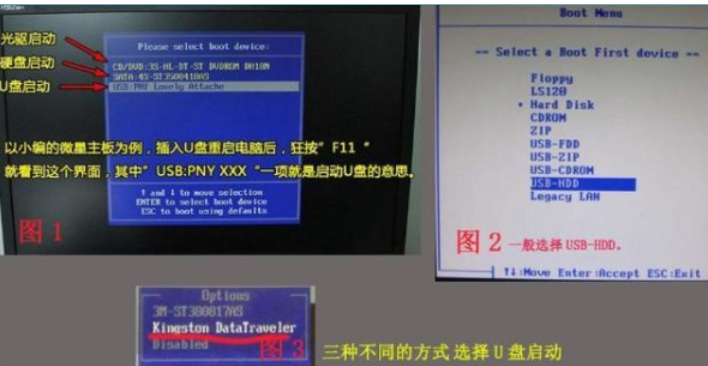 光驱启动
硬盘启动
U盘启动
Please select boot device:
CD/DVD:3S-HL-DT-ST DVDROM DH18N
SATA:4S-ST3500418AS
USB:PNY Lovely Attache
以小编的微星主板为例，插入U盘重启电脑后，狂按“F11 “
就看到这个界面，其中“USB:PNY XXX “一项就是启动U盘的意思。
↑ and ↓ to move selection
ENTER to select boot device
ESC to boot using defaults
图 1
Boot Menu
-- Select a Boot First device --
Floppy
LS120
• Hard Disk
CDROM
ZIP
USB-FDD
USB-ZIP
USB-CDROM
USB-HDD
Legacy LAN
图 2 一般选择 USB-HDD。
↑↓:Move Enter:Accept ESC:Exit
Options
3M-ST380817AS
Kingston DataTraveler
Disabled
图 3
三种不同的方式 选择 U 盘启动